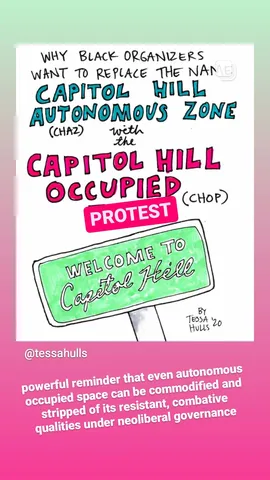 WHY BLACK ORGANIZERS
WANT TO REPLACE THE NAM
CAPITOL HILL
AUTONOMOUS ZONE
(CHAZ) with
the
CAPITOL HILL
OCCUPIED
(CHOP)
PROTEST
WELCOME TO
Capitol Hill
BY
TESSA
HULLS '20
@tessahulls
powerful reminder that even autonomous
occupied space can be commodified and
stripped of its resistant, combative
qualities under neoliberal governance